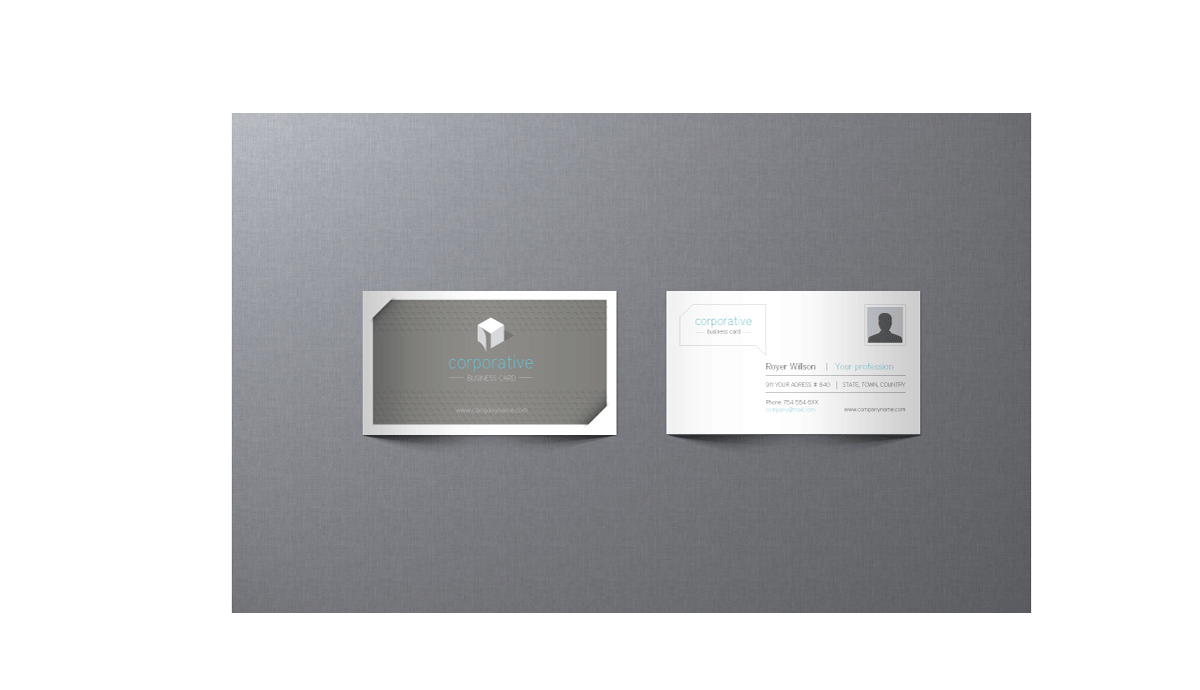 corporative
BUSINESS CARD
www.companyname.com
corporative
business card
Royer Willson | Your profession
911 YOUR ADRESS # 640 | STATE, TOWN, COUNTRY
Phone: 754-554-6XX
company@mail.com
www.companyname.com